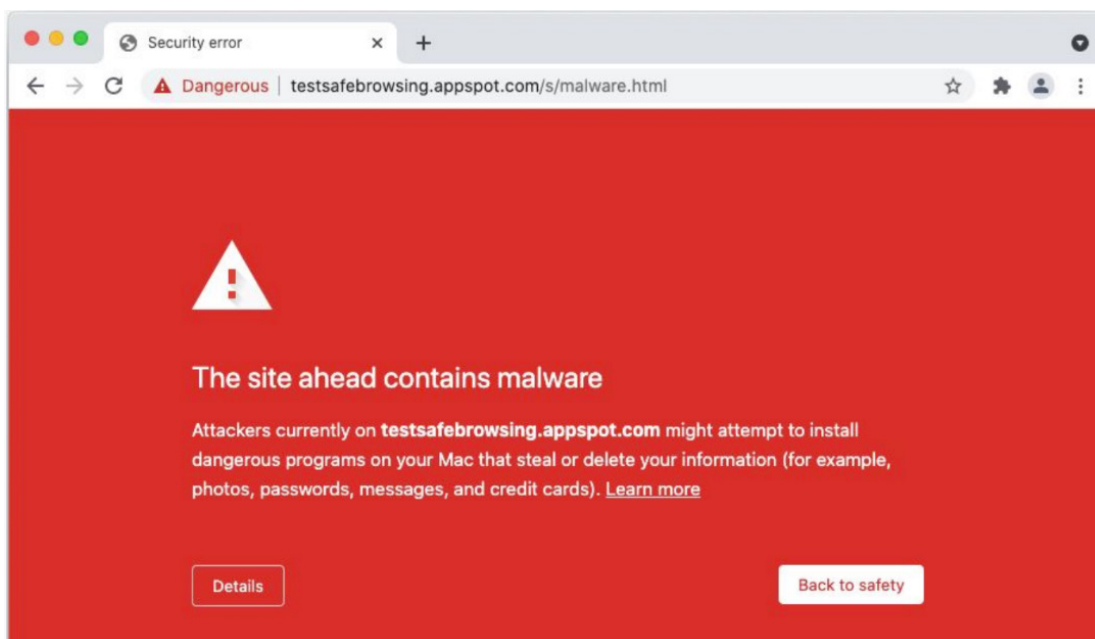 Security error
Dangerous testsafebrowsing.appspot.com/s/malware.html
The site ahead contains malware
Attackers currently on testsafebrowsing.appspot.com might attempt to install
dangerous programs on your Mac that steal or delete your information (for example,
photos, passwords, messages, and credit cards). Learn more
Details
Back to safety